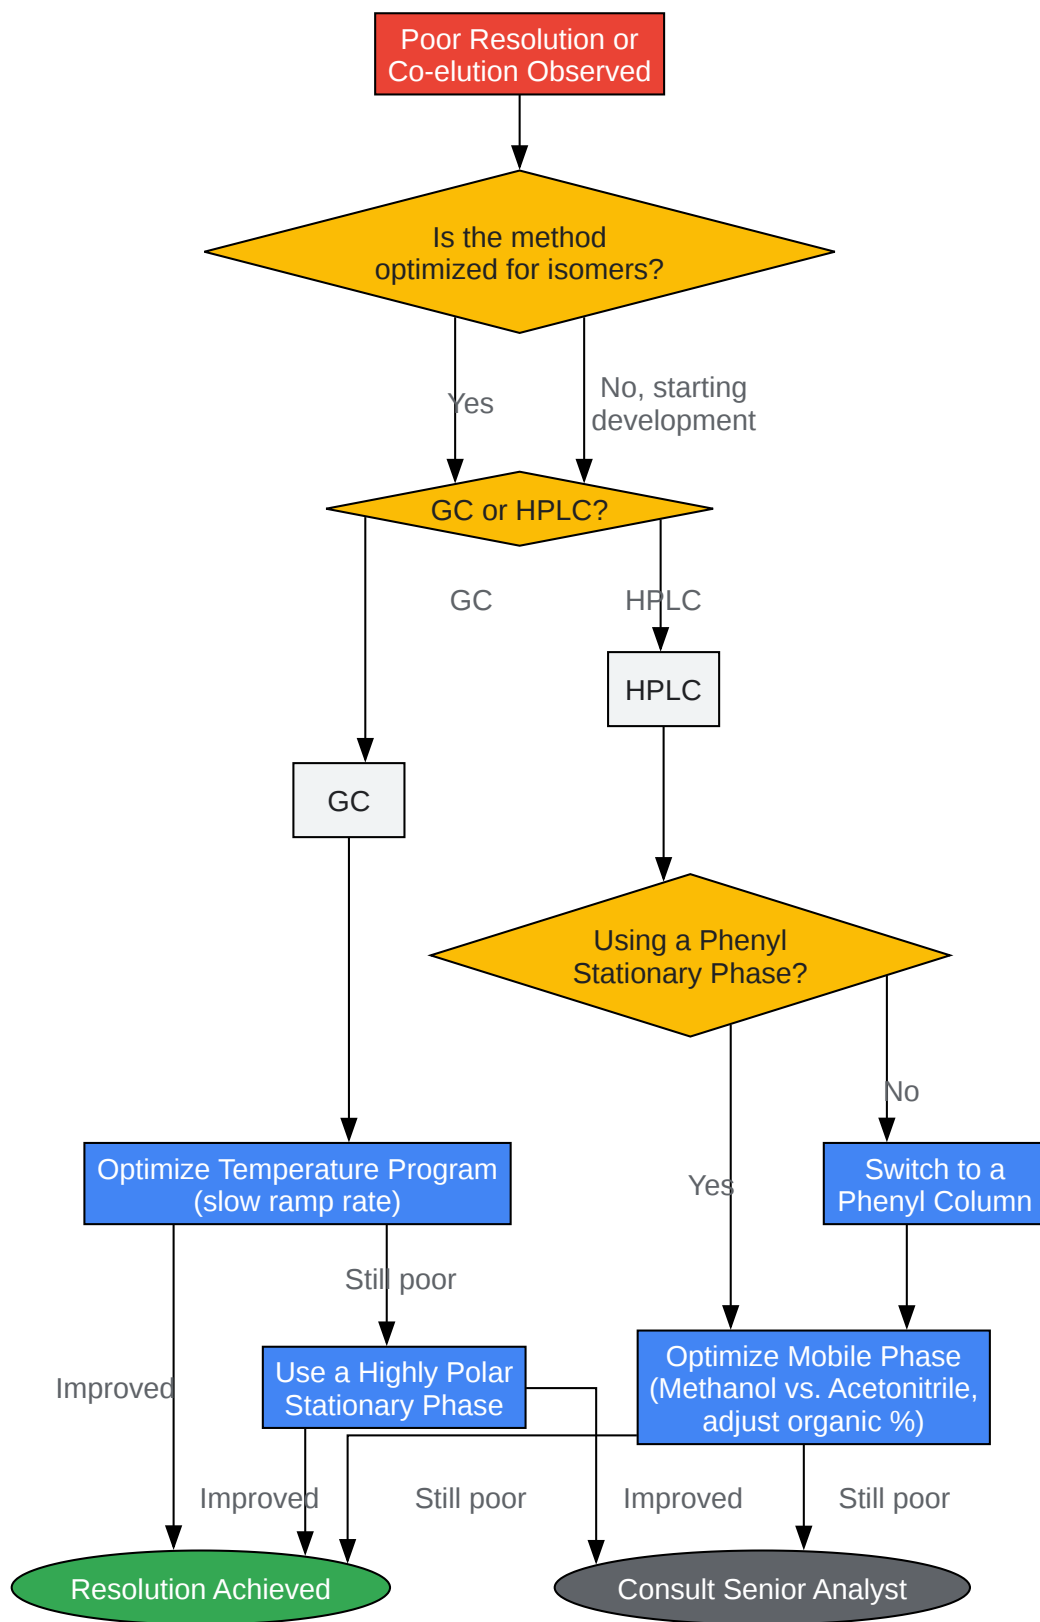 Poor Resolution or
Co-elution Observed
Is the method
optimized for isomers?
Yes
No, starting
development
GC or HPLC?
GC
HPLC
HPLC
GC
Using a Phenyl
Stationary Phase?
No
Optimize Temperature Program
(slow ramp rate)
Yes
Switch to a
Phenyl Column
Still poor
Improved
Use a Highly Polar
Stationary Phase
Optimize Mobile Phase
(Methanol vs. Acetonitrile,
adjust organic %)
Improved
Still poor
Improved
Still poor
Resolution Achieved
Consult Senior Analyst